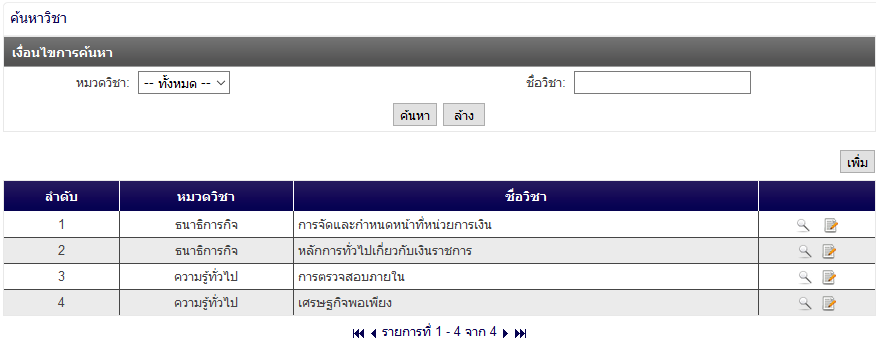 ค้นหาวิชา
เงื่อนไขการค้นหา
หมวดวิชา: -- ทั้งหมด -- ชื่อวิชา:
ค้นหา ล้าง
เพิ่ม
ลำดับ หมวดวิชา ชื่อวิชา
1 ธนาธิการกิจ การจัดและกำหนดหน้าที่หน่วยการเงิน
2 ธนาธิการกิจ หลักการทั่วไปเกี่ยวกับเงินราชการ
3 ความรู้ทั่วไป การตรวจสอบภายใน
4 ความรู้ทั่วไป เศรษฐกิจพอเพียง
รายการที่ 1 - 4 จาก 4